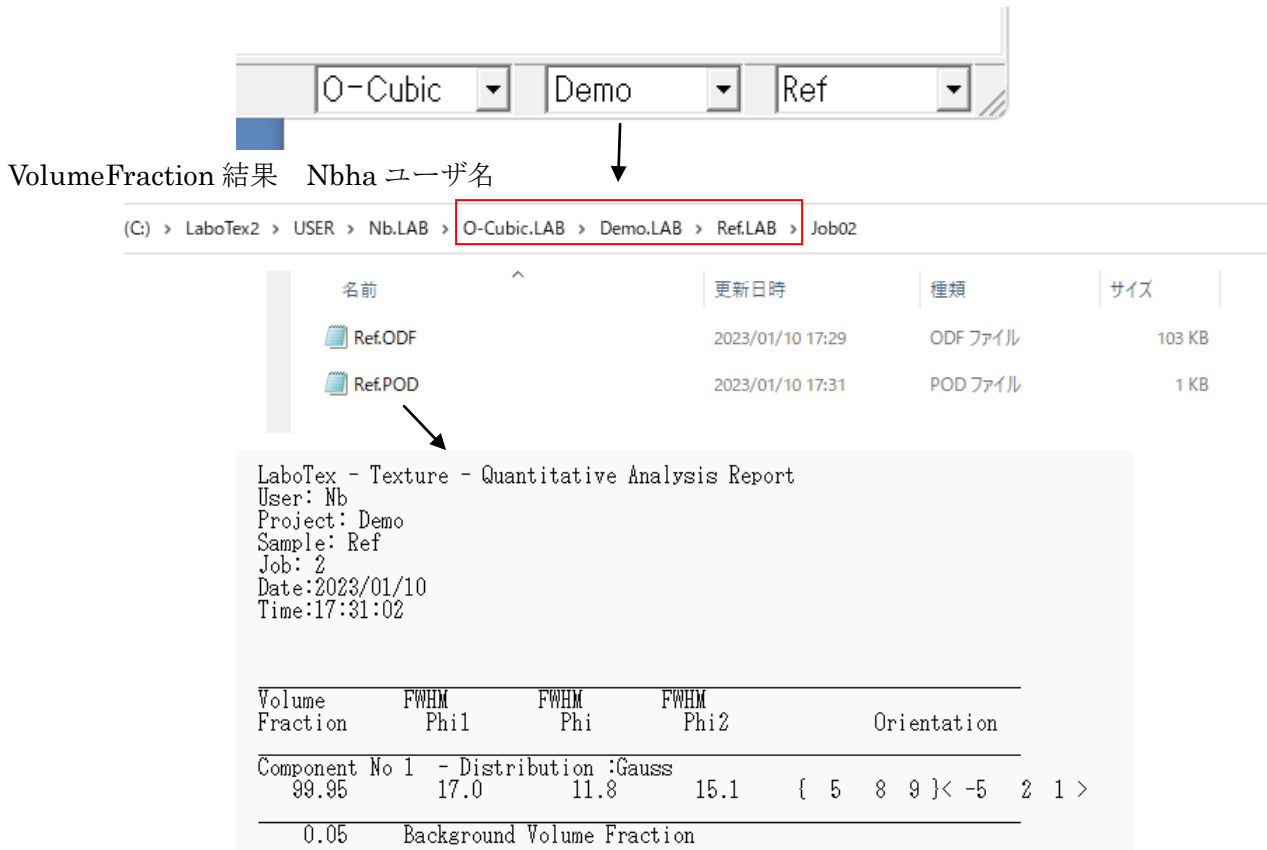 O-Cubic Demo Ref
VolumeFraction 結果 Nbha ユーザ名
(C:) > LaboTex2 > USER > Nb.LAB > O-Cubic.LAB > Demo.LAB > Ref.LAB > Job02
名前 更新日時 種類 サイズ
Ref.ODF 2023/01/10 17:29 ODF ファイル 103 KB
Ref.POD 2023/01/10 17:31 POD ファイル 1 KB
LaboTex - Texture - Quantitative Analysis Report
User: Nb
Project: Demo
Sample: Ref
Job: 2
Date:2023/01/10
Time:17:31:02
Volume FWHM FWHM FWHM
Fraction Phi1 Phi Phi2 Orientation
Component No 1 - Distribution :Gauss
99.95 17.0 11.8 15.1 { 5 8 9 }< -5 2 1 >
0.05 Background Volume Fraction